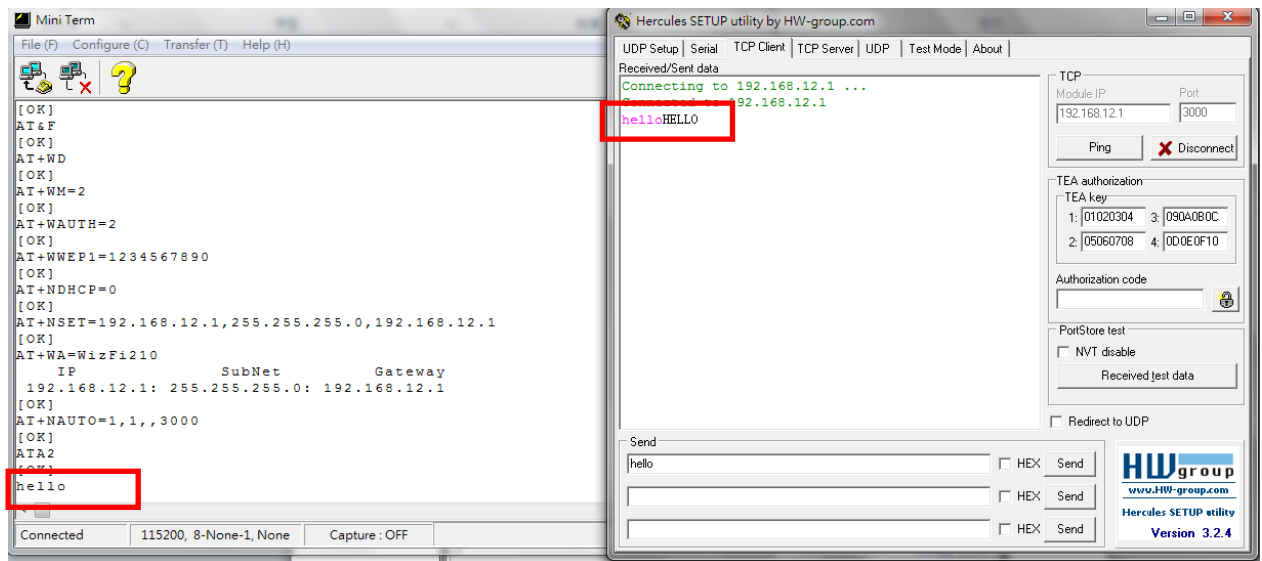 Mini Term
File (F) Configure (C) Transfer (T) Help (H)
[OK]
AT&F
[OK]
AT+WD
[OK]
AT+WM=2
[OK]
AT+WAUTH=2
[OK]
AT+WWEP1=1234567890
[OK]
AT+NDHCP=0
[OK]
AT+NSET=192.168.12.1,255.255.255.0,192.168.12.1
[OK]
AT+WA=WizFi210
IP SubNet Gateway
192.168.12.1: 255.255.255.0: 192.168.12.1
[OK]
AT+NAUTO=1,1,,3000
[OK]
ATA2
[OK]
hello
Connected 115200, 8-None-1, None Capture : OFF
Hercules SETUP utility by HW-group.com
UDP Setup Serial TCP Client TCP Server UDP Test Mode About
Received/Sent data
Connecting to 192.168.12.1 ...
Connected to 192.168.12.1
helloHELLO
TCP
Module IP Port
192.168.12.1 3000
Ping Disconnect
TEA authorization
TEA key
1: 01020304 3: 090A0B0C
2: 05060708 4: 0D0E0F10
Authorization code
PortStore test
NVT disable
Received test data
Redirect to UDP
Send
hello HEX Send
HEX Send
HEX Send
HW group
www.HW-group.com
Hercules SETUP utility
Version 3.2.4